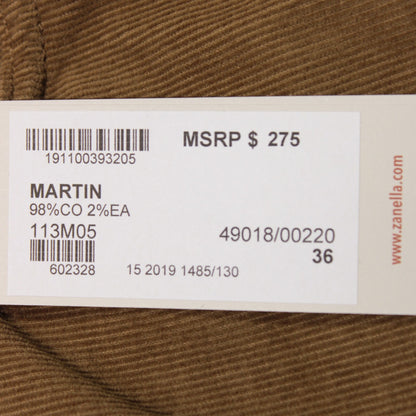 MSRP $ 275
191100393205
MARTIN
98%CO 2%EA
113M05
49018/00220
36
602328
15 2019 1485/130
www.zanella.com